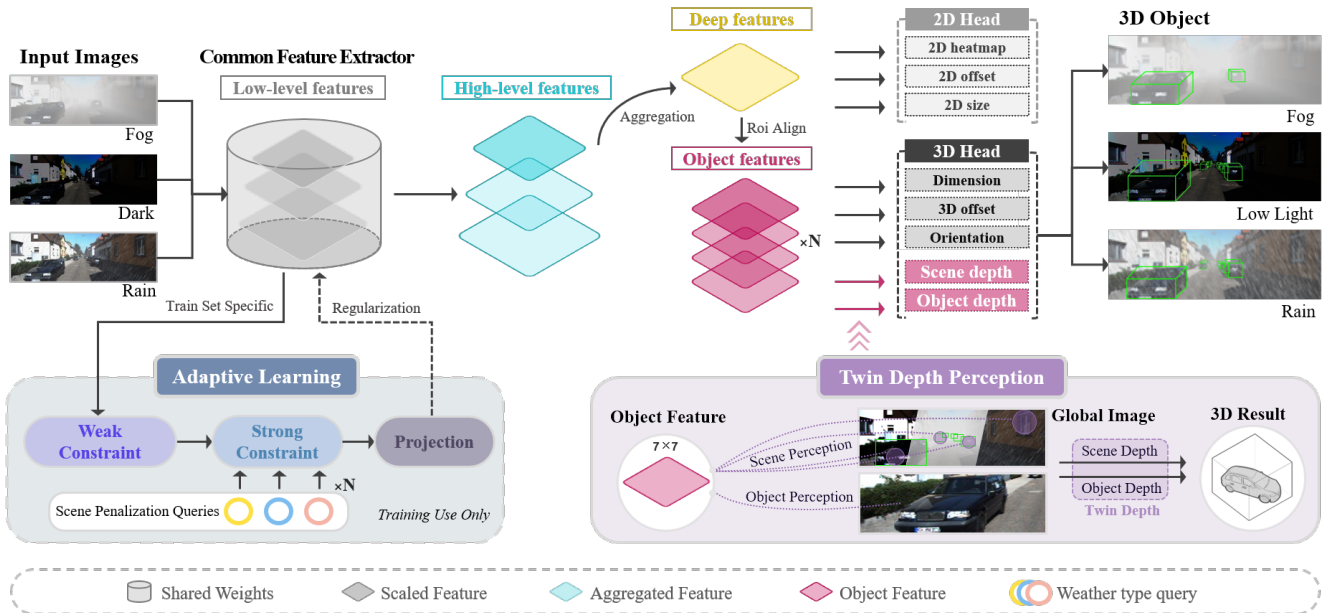 Input Images
Fog
Dark
Rain
Common Feature Extractor
Low-level features
High-level features
Aggregation
Deep features
Roi Align
Object features
×N
2D Head
2D heatmap
2D offset
2D size
3D Head
Dimension
3D offset
Orientation
Scene depth
Object depth
3D Object
Fog
Low Light
Rain
Train Set Specific
Regularization
Adaptive Learning
Weak
Constraint
Strong
Constraint
Projection
×N
Scene Penalization Queries
Training Use Only
Twin Depth Perception
Object Feature
7×7
Scene Perception
Object Perception
Global Image
Scene Depth
Object Depth
Twin Depth
3D Result
Shared Weights
Scaled Feature
Aggregated Feature
Object Feature
Weather type query